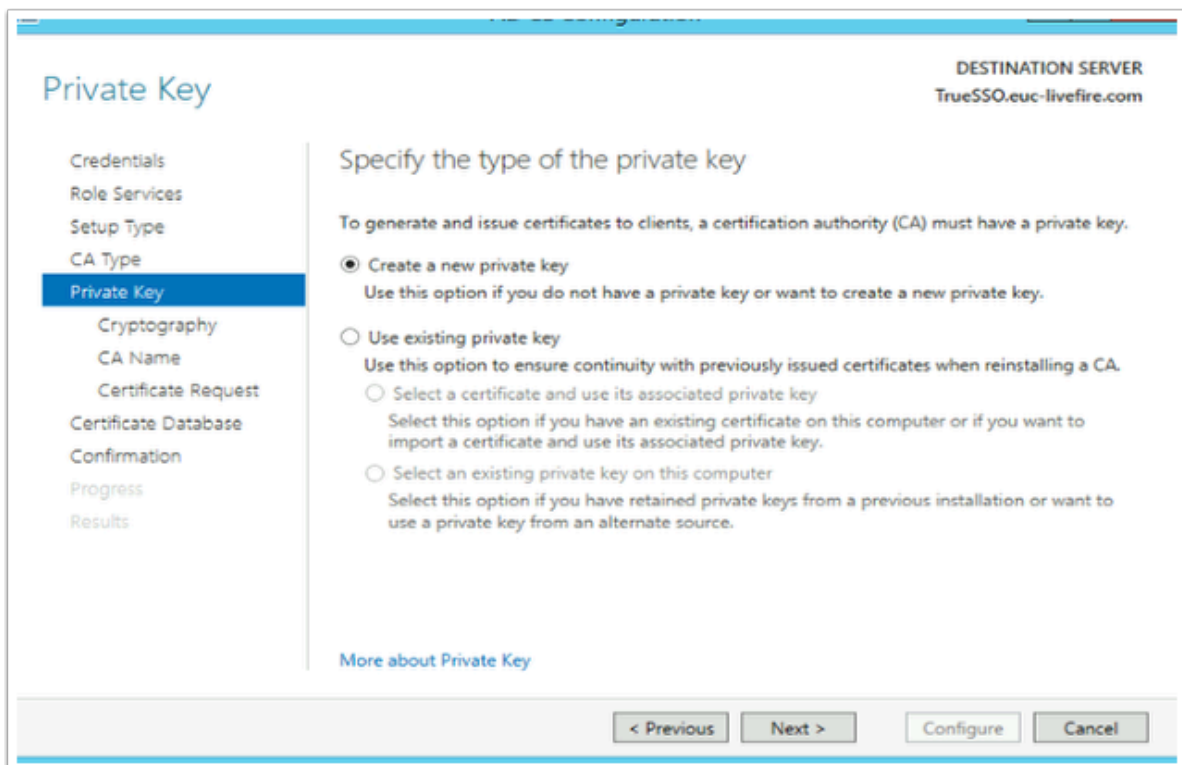 Private Key
DESTINATION SERVER
TrueSSO.euc-livefire.com
Credentials
Role Services
Setup Type
CA Type
Private Key
Cryptography
CA Name
Certificate Request
Certificate Database
Confirmation
Progress
Results
Specify the type of the private key
To generate and issue certificates to clients, a certification authority (CA) must have a private key.
Create a new private key
Use this option if you do not have a private key or want to create a new private key.
Use existing private key
Use this option to ensure continuity with previously issued certificates when reinstalling a CA.
Select a certificate and use its associated private key
Select this option if you have an existing certificate on this computer or if you want to
import a certificate and use its associated private key.
Select an existing private key on this computer
Select this option if you have retained private keys from a previous installation or want to
use a private key from an alternate source.
More about Private Key
< Previous
Next >
Configure
Cancel